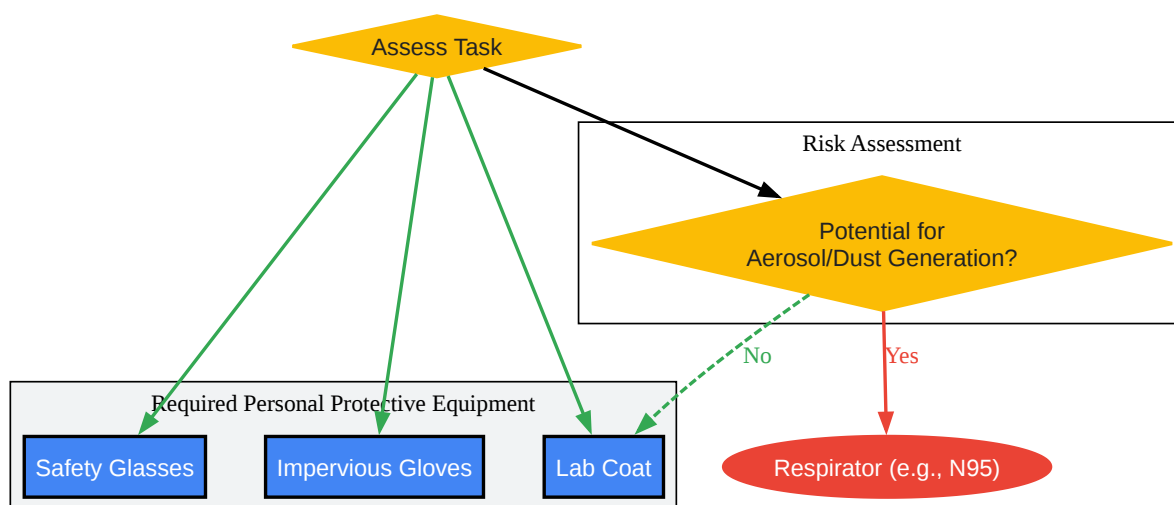 Assess Task
Risk Assessment
Potential for
Aerosol/Dust Generation?
No
Yes
Required Personal Protective Equipment
Safety Glasses
Impervious Gloves
Lab Coat
Respirator (e.g., N95)